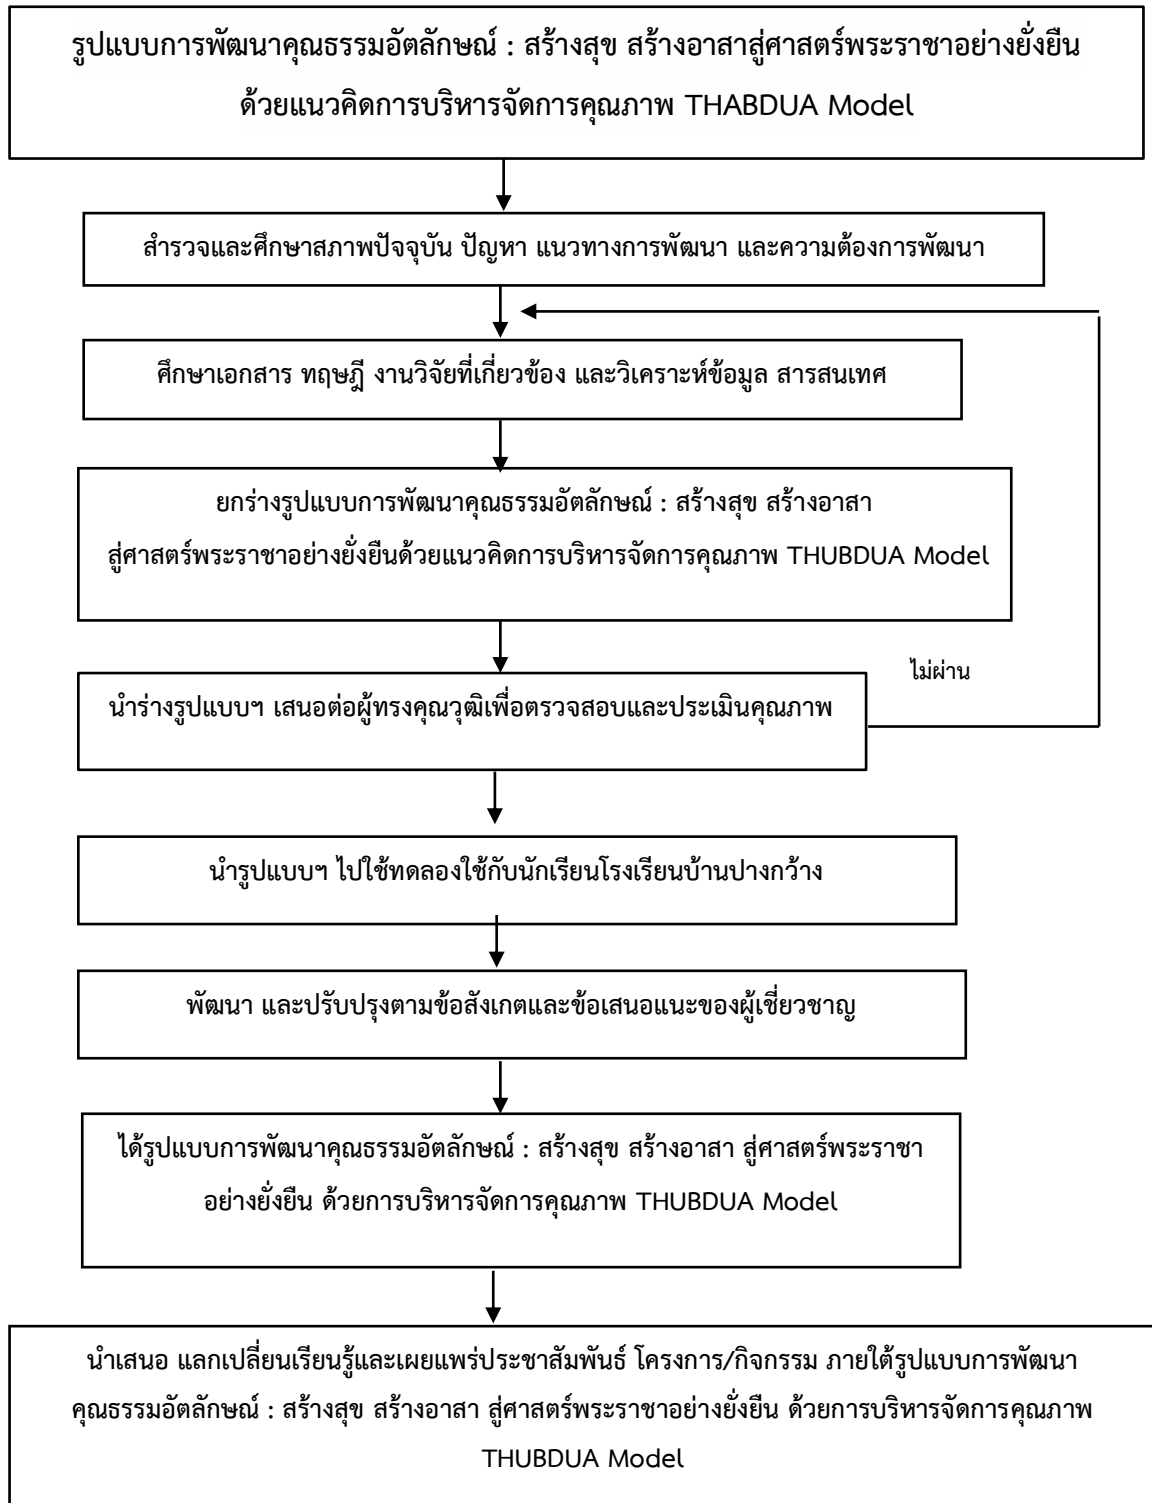 รูปแบบการพัฒนาคุณธรรมอัตลักษณ์ : สร้างสุข สร้างอาสาสู่ศาสตร์พระราชาอย่างยั่งยืน
ด้วยแนวคิดการบริหารจัดการคุณภาพ THABDUA Model
สำรวจและศึกษาสภาพปัจจุบัน ปัญหา แนวทางการพัฒนา และความต้องการพัฒนา
ศึกษาเอกสาร ทฤษฎี งานวิจัยที่เกี่ยวข้อง และวิเคราะห์ข้อมูล สารสนเทศ
ยกร่างรูปแบบการพัฒนาคุณธรรมอัตลักษณ์ : สร้างสุข สร้างอาสา
สู่ศาสตร์พระราชาอย่างยั่งยืนด้วยแนวคิดการบริหารจัดการคุณภาพ THUBDUA Model
ไม่ผ่าน
นำร่างรูปแบบฯ เสนอต่อผู้ทรงคุณวุฒิเพื่อตรวจสอบและประเมินคุณภาพ
นำรูปแบบฯ ไปใช้ทดลองใช้กับนักเรียนโรงเรียนบ้านปางกว้าง
พัฒนา และปรับปรุงตามข้อสังเกตและข้อเสนอแนะของผู้เชี่ยวชาญ
ได้รูปแบบการพัฒนาคุณธรรมอัตลักษณ์ : สร้างสุข สร้างอาสา สู่ศาสตร์พระราชา
อย่างยั่งยืน ด้วยการบริหารจัดการคุณภาพ THUBDUA Model
นำเสนอ แลกเปลี่ยนเรียนรู้และเผยแพร่ประชาสัมพันธ์ โครงการ/กิจกรรม ภายใต้รูปแบบการพัฒนา
คุณธรรมอัตลักษณ์ : สร้างสุข สร้างอาสา สู่ศาสตร์พระราชาอย่างยั่งยืน ด้วยการบริหารจัดการคุณภาพ
THUBDUA Model